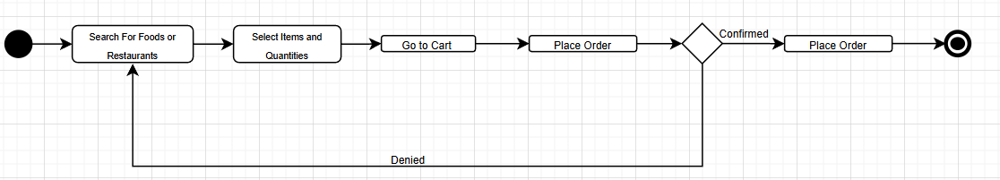 Search For Foods or
Restaurants
Select Items and
Quantities
Go to Cart
Place Order
Confirmed
Place Order
Denied